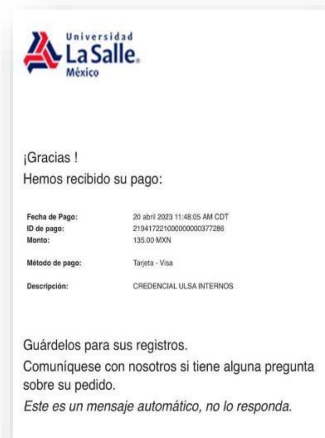 Universidad
La Salle.
México
¡Gracias !
Hemos recibido su pago:
Fecha de Pago: 20 abril 2023 11:48:05 AM CDT
ID de pago: 219417221000000000377286
Monto: 135.00 MXN
Método de pago: Tarjeta - Visa
Descripción: CREDENCIAL ULSA INTERNOS
Guárdelos para sus registros.
Comuníquese con nosotros si tiene alguna pregunta
sobre su pedido.
Este es un mensaje automático, no lo responda.